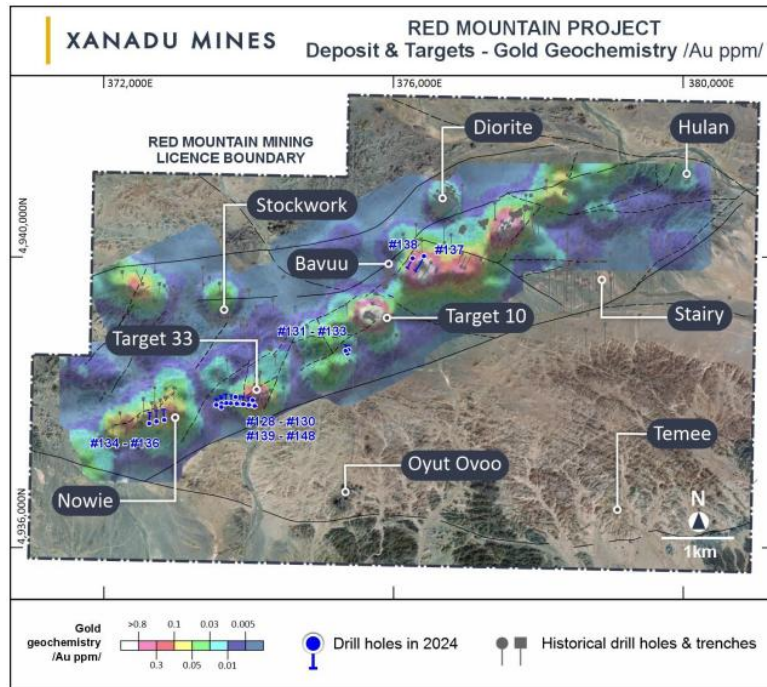 XANADU MINES
RED MOUNTAIN PROJECT
Deposit & Targets - Gold Geochemistry /Au ppm/
372,000E
376,000E
380,000E
RED MOUNTAIN MINING
LICENCE BOUNDARY
Diorite
Hulan
Stockwork
4,940,000N
#138
#137
Bavuu
Target 33
#131 - #133
Target 10
Stairy
#134 - #136
#128 - #130
#139 - #148
Nowie
Oyut Ovoo
Temee
4,936,000N
N
1km
Gold
geochemistry
/Au ppm/
>0.8 0.1 0.03 0.005
0.3 0.05 0.01
Drill holes in 2024
Historical drill holes & trenches